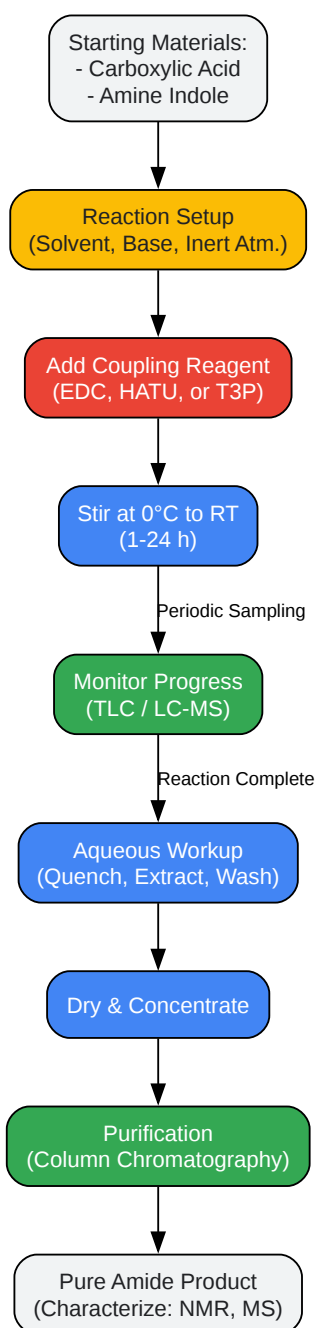 Starting Materials:
- Carboxylic Acid
- Amine Indole
Reaction Setup
(Solvent, Base, Inert Atm.)
Add Coupling Reagent
(EDC, HATU, or T3P)
Stir at 0°C to RT
(1-24 h)
Periodic Sampling
Monitor Progress
(TLC / LC-MS)
Reaction Complete
Aqueous Workup
(Quench, Extract, Wash)
Dry & Concentrate
Purification
(Column Chromatography)
Pure Amide Product
(Characterize: NMR, MS)